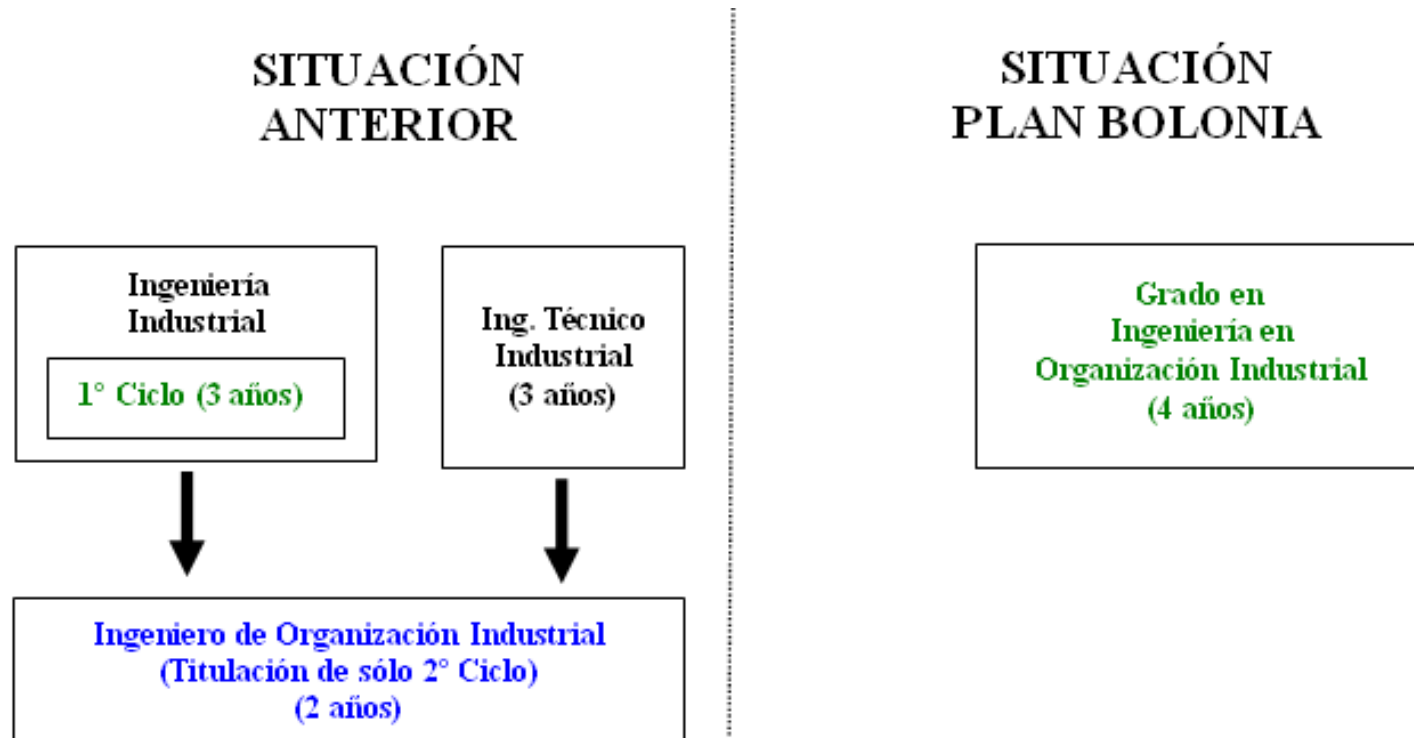 SITUACIÓN
ANTERIOR
Ingeniería
Industrial
1° Ciclo (3 años)
Ing. Técnico
Industrial
(3 años)
Ingeniero de Organización Industrial
(Titulación de sólo 2° Ciclo)
(2 años)
SITUACIÓN
PLAN BOLONIA
Grado en
Ingeniería en
Organización Industrial
(4 años)